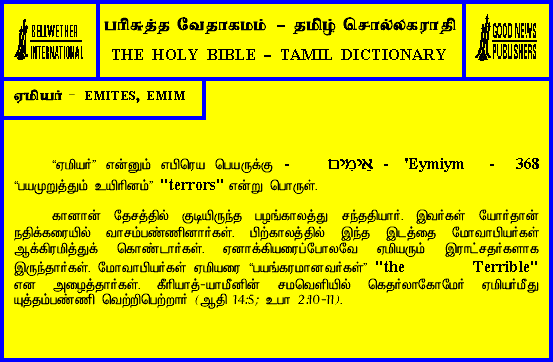 BELLWETHER
INTERNATIONAL
பரிசுத்த வேதாகமம் - தமிழ் சொல்லகராதி
THE HOLY BIBLE – TAMIL DICTIONARY
GOOD NEWS
PUBLISHERS
ஏமியர் - EMITES, EMIM
“ஏமியர்” என்னும் எபிரெய பெயருக்கு - אֵימִים - 'Eymiym - 368
“பயமுறுத்தும் உயிரினம்” "terrors" என்று பொருள்.
கானான் தேசத்தில் குடியிருந்த பழங்காலத்து சந்ததியார். இவர்கள் யோர்தான்
நதிக்கரையில் வாசம்பண்ணினார்கள். பிற்காலத்தில் இந்த இடத்தை மோவாபியர்கள்
ஆக்கிரமித்துக் கொண்டார்கள். ஏனாக்கியரைப்போலவே ஏமியரும் இராட்சதர்களாக
இருந்தார்கள். மோவாபியர்கள் ஏமியரை “பயங்கரமானவர்கள்” "the Terrible"
என அழைத்தார்கள். கீரியாத்-யாமீனின் சமவெளியில் கெதர்லாகோமேர் ஏமியர்மீது
யுத்தம்பண்ணி வெற்றிபெற்றார் (ஆதி 14:5; உபா 2:10-11).